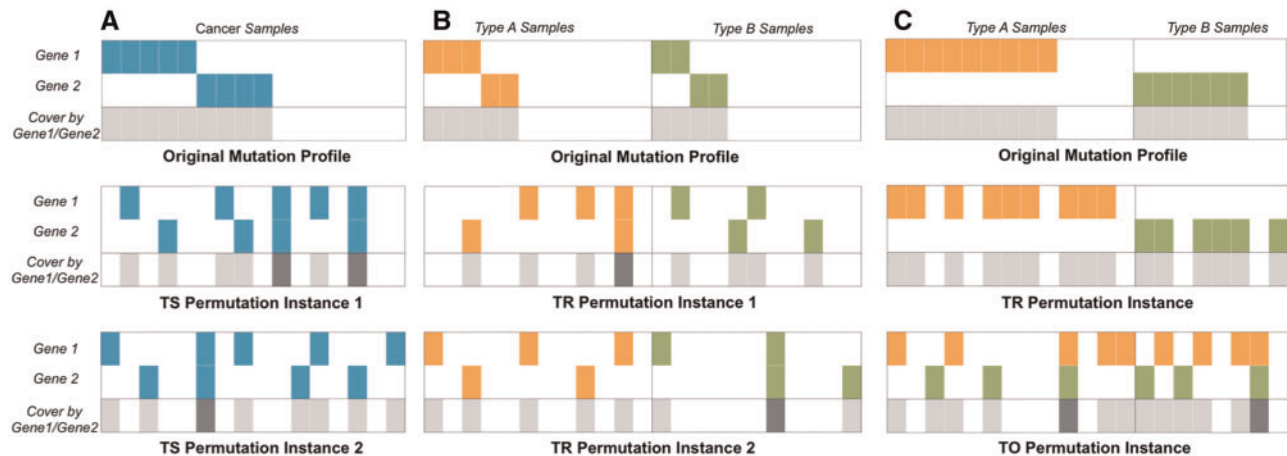 A
Cancer Samples
Gene 1
Gene 2
Cover by
Gene1/Gene2
Original Mutation Profile
Gene 1
Gene 2
Cover by
Gene1/Gene2
TS Permutation Instance 1
Gene 1
Gene 2
Cover by
Gene1/Gene2
TS Permutation Instance 2
B
Type A Samples
Type B Samples
Original Mutation Profile
TR Permutation Instance 1
TR Permutation Instance 2
C
Type A Samples
Type B Samples
Original Mutation Profile
TR Permutation Instance
TO Permutation Instance